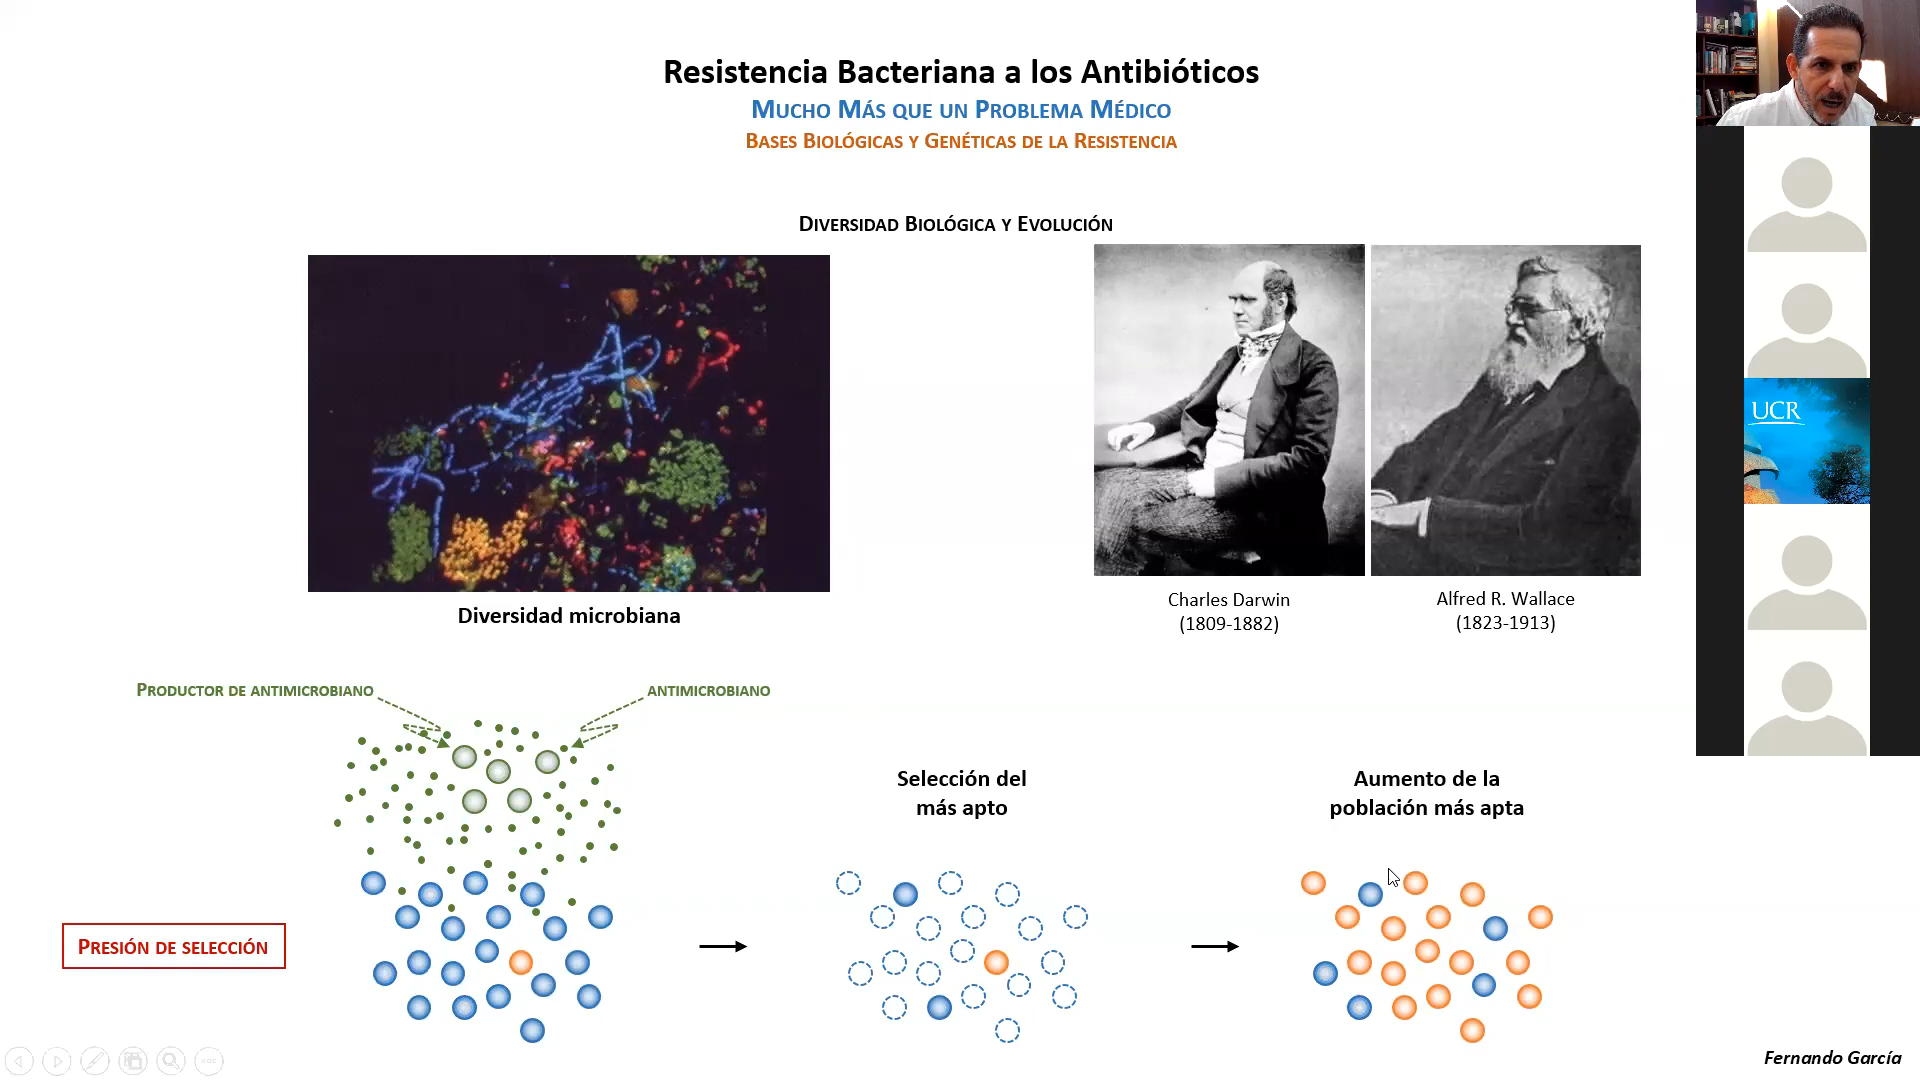 Resistencia Bacteriana a los Antibióticos
Mucho Más que un Problema Médico
Bases Biológicas y Genéticas de la Resistencia
Diversidad Biológica y Evolución
UCR
Diversidad microbiana
Charles Darwin
(1809-1882)
Alfred R. Wallace
(1823-1913)
Productor de antimicrobiano
antimicrobiano
Selección del
más apto
Aumento de la
población más apta
Presión de selección
Fernando García